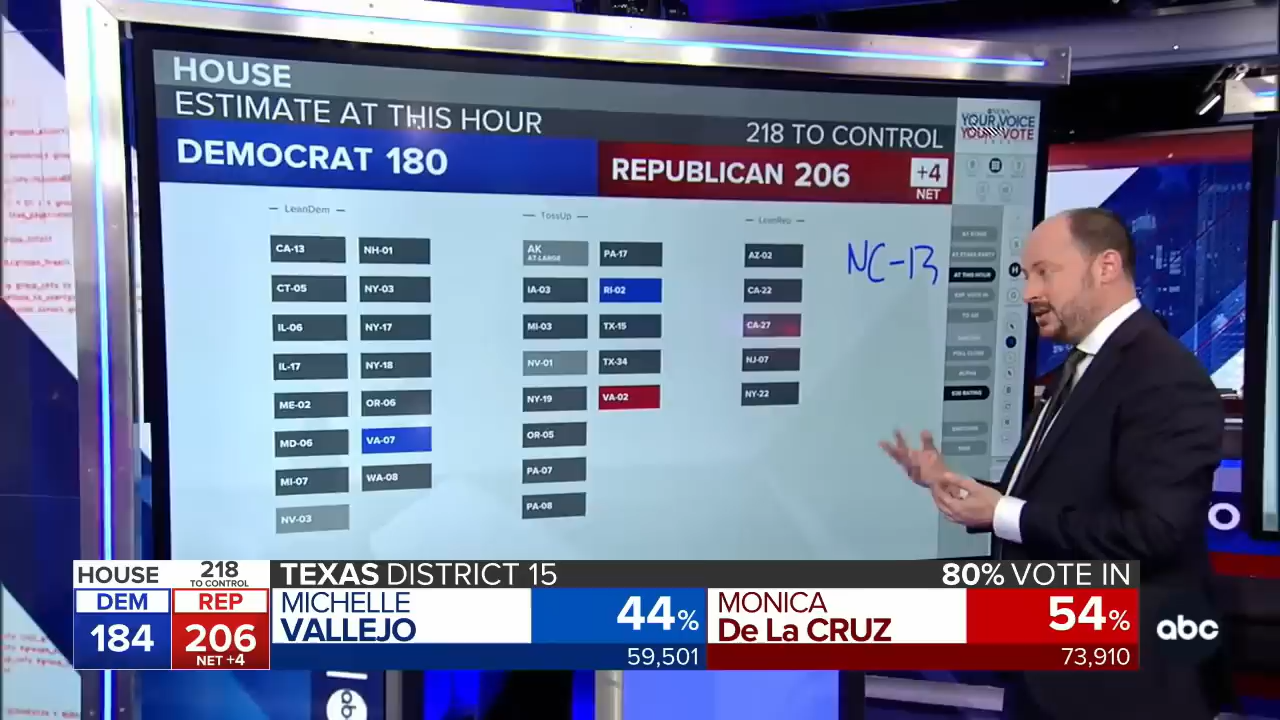 HOUSE
ESTIMATE AT THIS HOUR
218 TO CONTROL
DEMOCRAT 180
REPUBLICAN 206
+4
NET
YOUR VOICE
YOUR VOTE
LeanDem
CA-13 NH-01
CT-05 NY-03
IL-06 NY-17
IL-17 NY-18
ME-02 OR-06
MD-06 VA-07
MI-07 WA-08
NV-03
TossUp
AK
AT LARGE
PA-17
IA-03 RI-02
MI-03 TX-15
NV-01 TX-34
NY-19 VA-02
OR-05
PA-07
PA-08
LeanRep
AZ-02
CA-22
CA-27
NJ-07
NY-22
NC-13
AT THIS HOUR
HOUSE 218
TO CONTROL
DEM REP
184 206
NET +4
TEXAS DISTRICT 15 80% VOTE IN
MICHELLE
VALLEJO
44%
59,501
MONICA
De La CRUZ
54%
73,910
abc